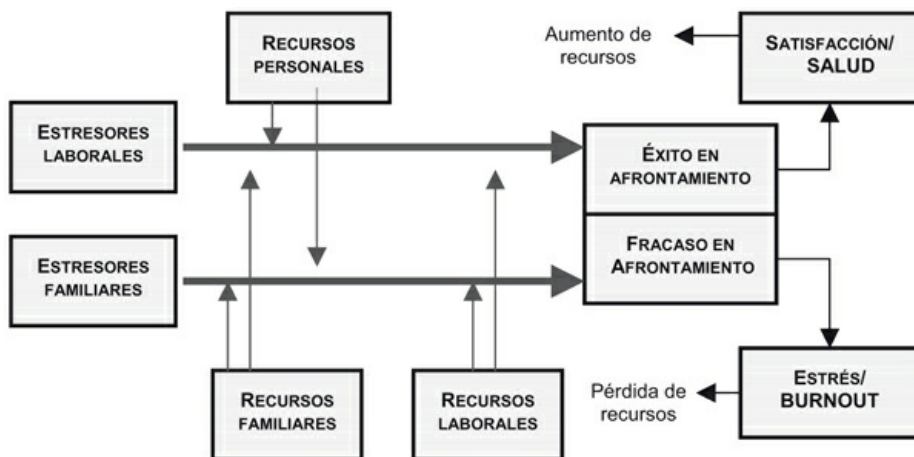 RECURSOS
PERSONALES
Aumento de
recursos
SATISFACCIÓN/
SALUD
ESTRESORES
LABORALES
ÉXITO EN
AFRONTAMIENTO
ESTRESORES
FAMILIARES
FRACASO EN
AFRONTAMIENTO
RECURSOS
FAMILIARES
RECURSOS
LABORALES
Pérdida de
recursos
ESTRÉS/
BURNOUT